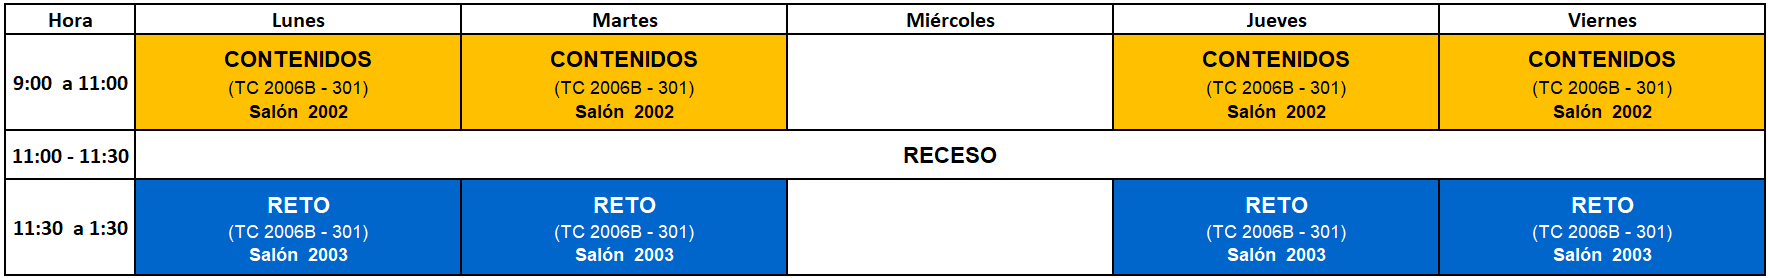 Hora Lunes Martes Miércoles Jueves Viernes
9:00 a 11:00
CONTENIDOS CONTENIDOS CONTENIDOS CONTENIDOS
(TC 2006B - 301) (TC 2006B - 301) (TC 2006B - 301) (TC 2006B - 301)
Salón 2002 Salón 2002 Salón 2002 Salón 2002
11:00 - 11:30 RECESO
11:30 a 1:30
RETO RETO RETO RETO
(TC 2006B - 301) (TC 2006B - 301) (TC 2006B - 301) (TC 2006B - 301)
Salón 2003 Salón 2003 Salón 2003 Salón 2003